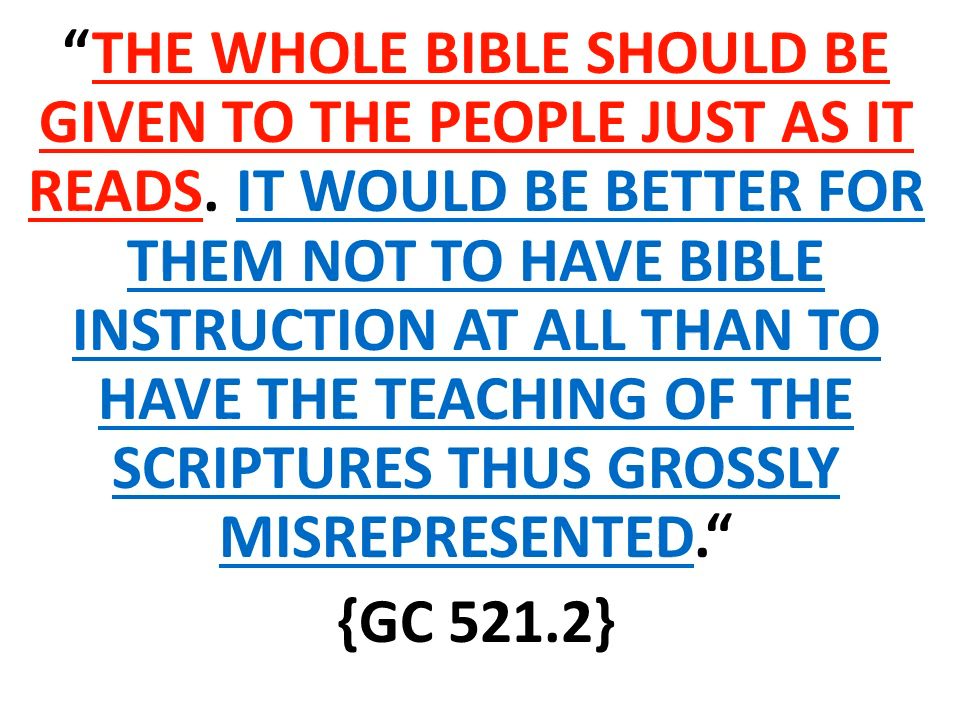 “THE WHOLE BIBLE SHOULD BE
GIVEN TO THE PEOPLE JUST AS IT
READS. IT WOULD BE BETTER FOR
THEM NOT TO HAVE BIBLE
INSTRUCTION AT ALL THAN TO
HAVE THE TEACHING OF THE
SCRIPTURES THUS GROSSLY
MISREPRESENTED.“
{GC 521.2}